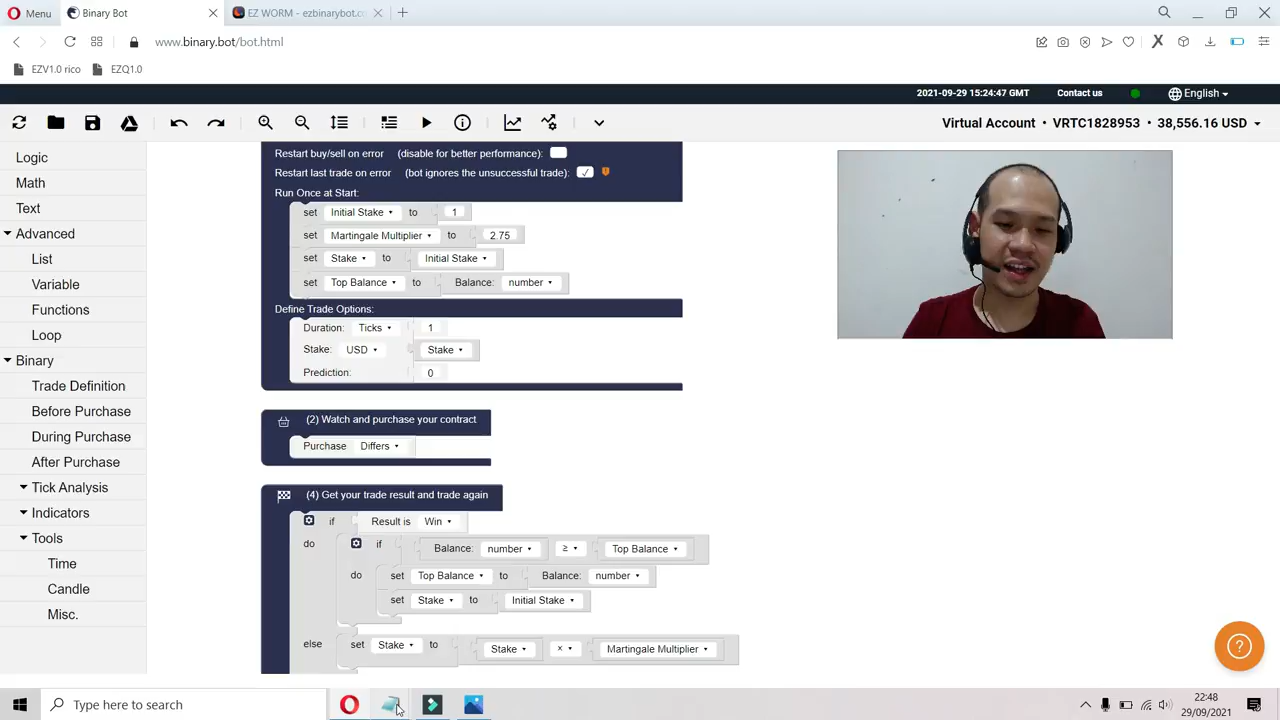 Menu
Binary Bot
EZ WORM - ezbinarybot.co
www.binary.bot/bot.html
EZV1.0 rico
EZQ1.0
2021-09-29 15:24:47 GMT
Contact us
English
Virtual Account • VRTC1828953 • 38,556.16 USD
Logic
Math
Text
Advanced
List
Variable
Functions
Loop
Binary
Trade Definition
Before Purchase
During Purchase
After Purchase
Tick Analysis
Indicators
Tools
Time
Candle
Misc.
Restart buy/sell on error (disable for better performance):
Restart last trade on error (bot ignores the unsuccessful trade):
Run Once at Start:
set Initial Stake to 1
set Martingale Multiplier to 2.75
set Stake to Initial Stake
set Top Balance to Balance: number
Define Trade Options:
Duration: Ticks 1
Stake: USD Stake
Prediction: 0
(2) Watch and purchase your contract
Purchase Differs
(4) Get your trade result and trade again
if Result is Win
do if Balance: number ≥ Top Balance
do set Top Balance to Balance: number
set Stake to Initial Stake
else set Stake to Stake × Martingale Multiplier
Type here to search
22:48
29/09/2021